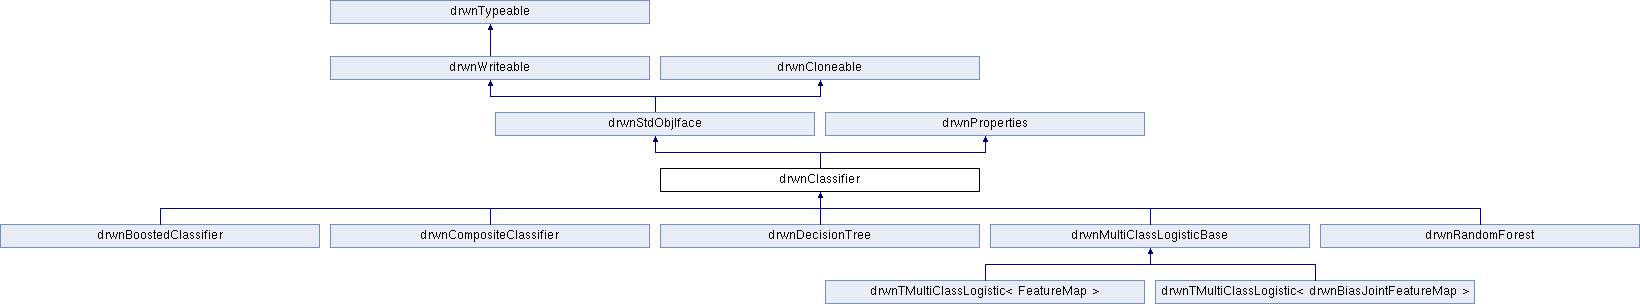 drwnTypeable
drwnWriteable
drwnCloneable
drwnStdObjIface
drwnProperties
drwnClassifier
drwnBoostedClassifier
drwnCompositeClassifier
drwnDecisionTree
drwnMultiClassLogisticBase
drwnRandomForest
drwnTMultiClassLogistic< FeatureMap >
drwnTMultiClassLogistic< drwnBiasJointFeatureMap >